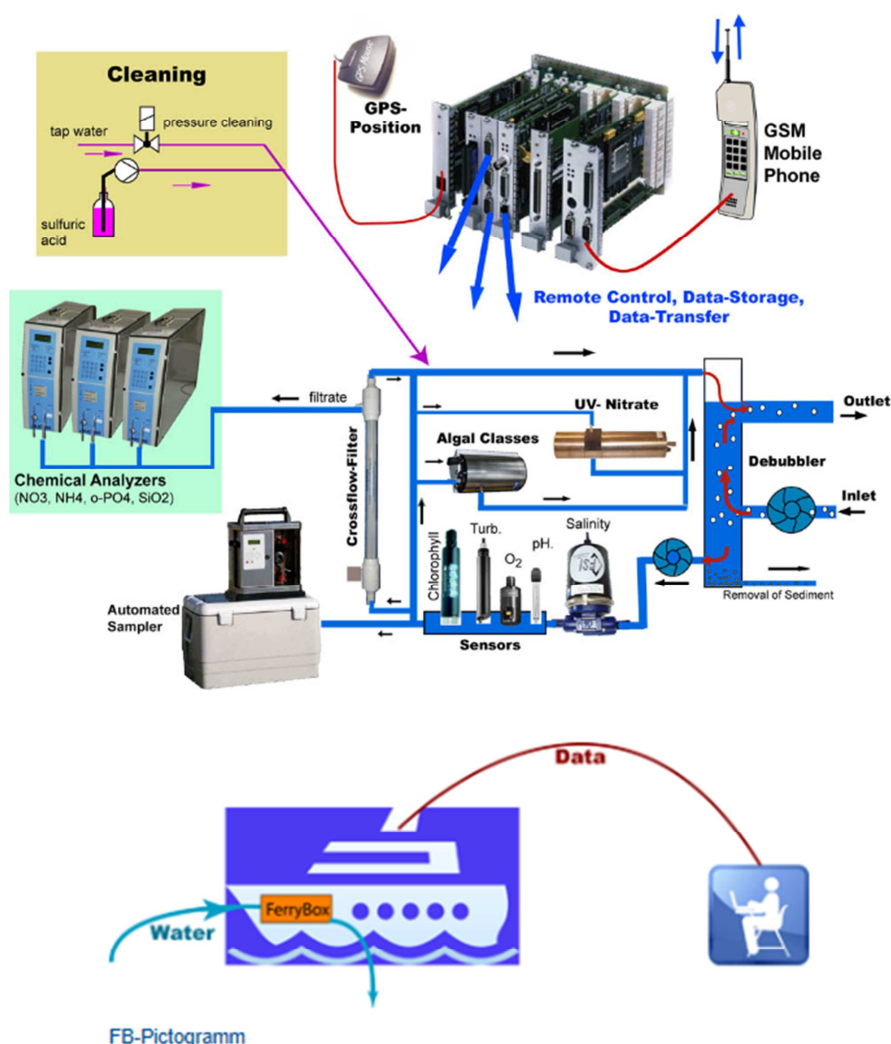 Cleaning
tap water
pressure cleaning
sulfuric
acid
GPS Mouse
GPS-
Position
GSM
Mobile
Phone
Remote Control, Data-Storage,
Data-Transfer
filtrate
Chemical Analyzers
(NO3, NH4, o-PO4, SiO2)
Crossflow-Filter
Algal Classes
UV- Nitrate
Outlet
Debubbler
Inlet
Removal of Sediment
Chlorophyll
Turb.
O2
pH.
Salinity
Sensors
Automated
Sampler
Data
FerryBox
Water
FB-Pictogramm